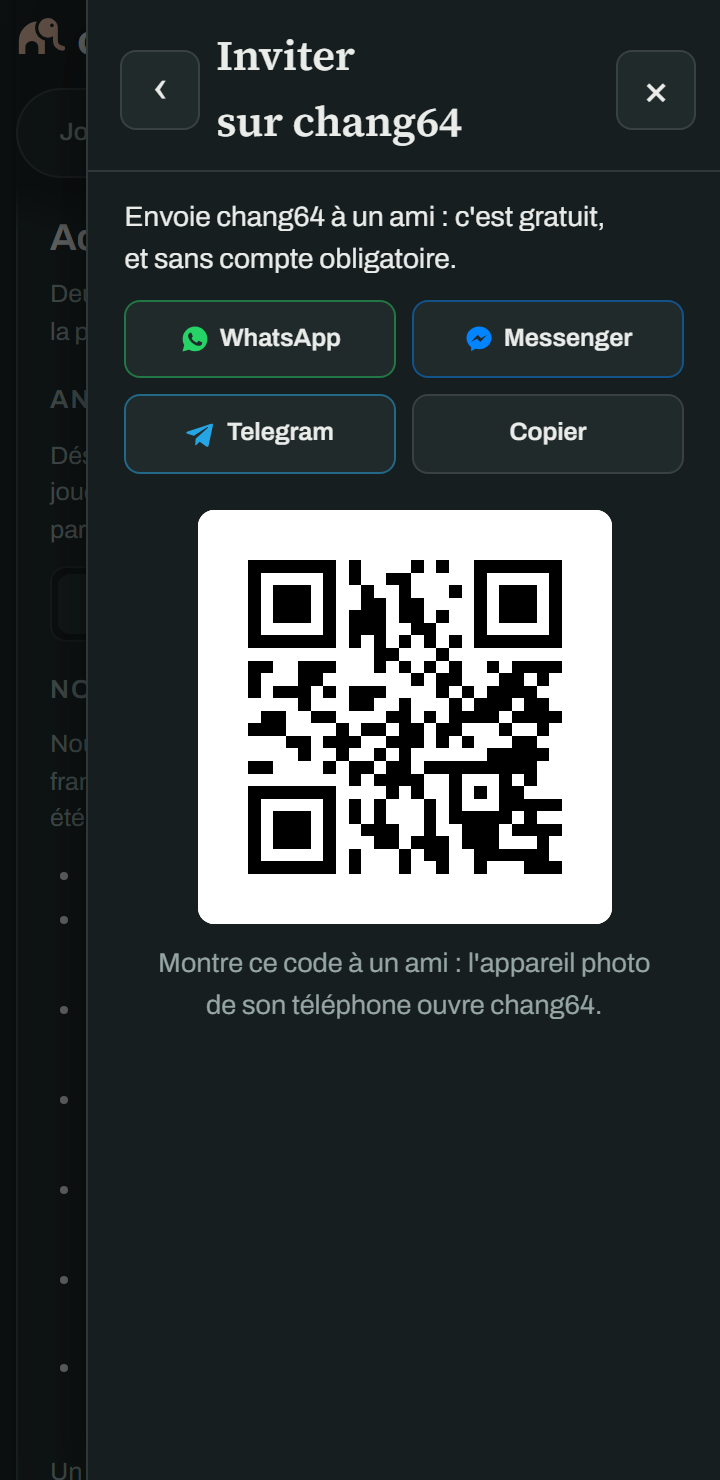 Inviter
sur chang64
Envoie chang64 à un ami : c'est gratuit,
et sans compte obligatoire.
WhatsApp
Messenger
Telegram
Copier
Montre ce code à un ami : l'appareil photo
de son téléphone ouvre chang64.
Un